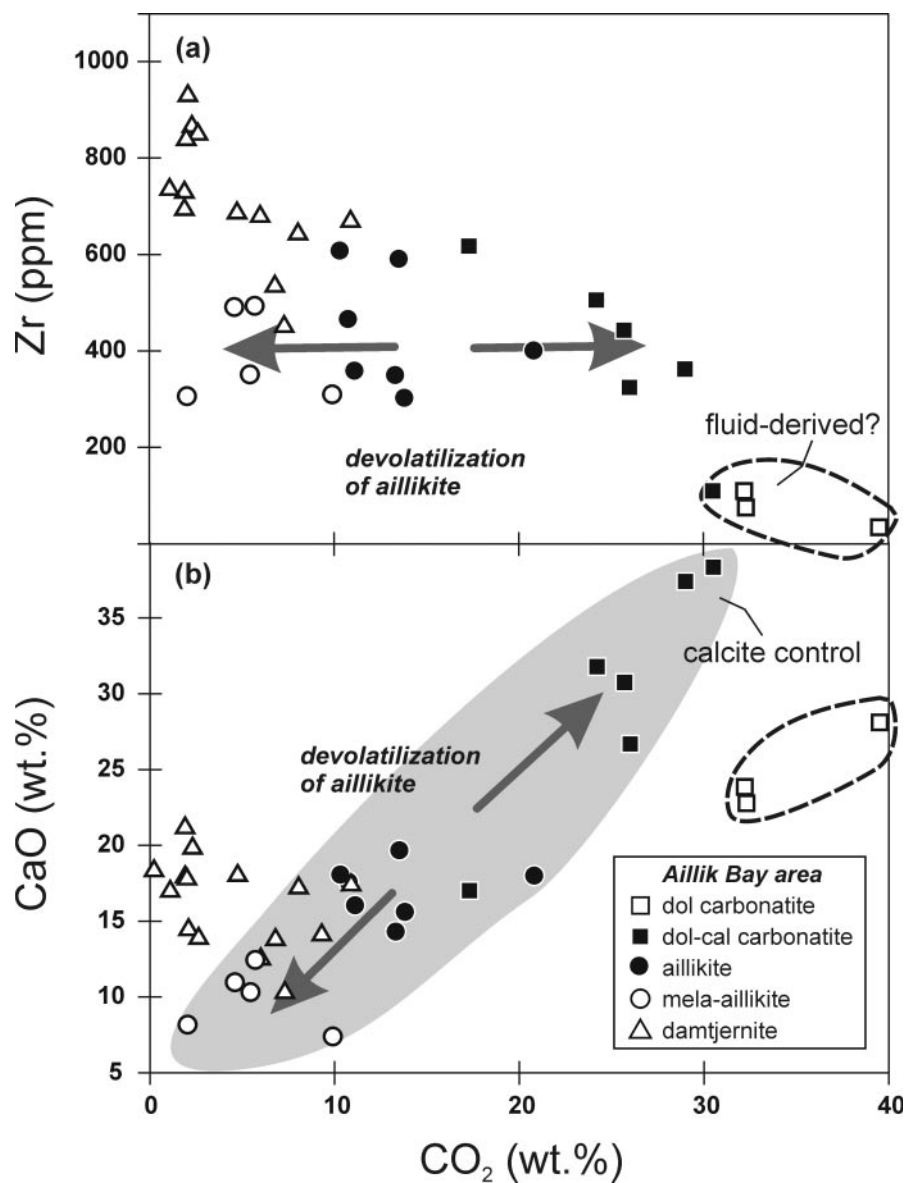 (a)
1000
800
600
400
200
Zr (ppm)
devolatilization
of aillikite
fluid-derived?
(b)
35
30
25
20
15
10
5
CaO (wt.%)
devolatilization
of aillikite
calcite control
Aillik Bay area
dol carbonatite
dol-cal carbonatite
aillikite
mela-aillikite
damtjernite
0 10 20 30 40
CO₂ (wt.%)